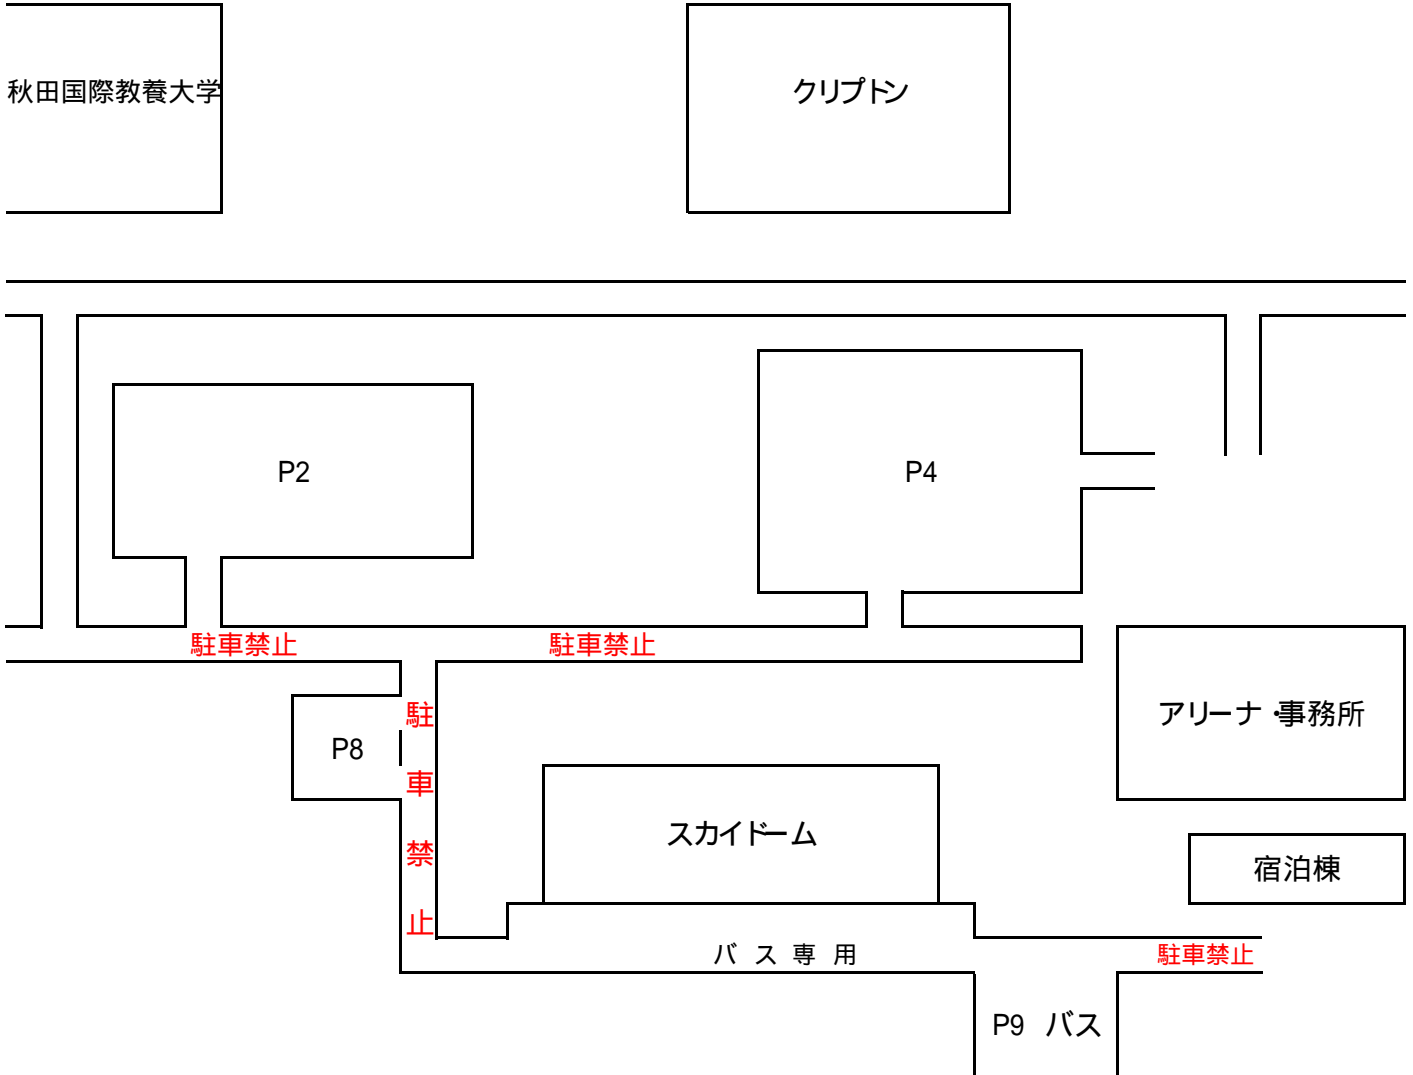 秋田国際教養大学
クリプトン
P2
P4
駐車禁止
駐車禁止
駐車禁止
P8
アリーナ・事務所
スカイドーム
宿泊棟
バス専用
駐車禁止
P9 バス